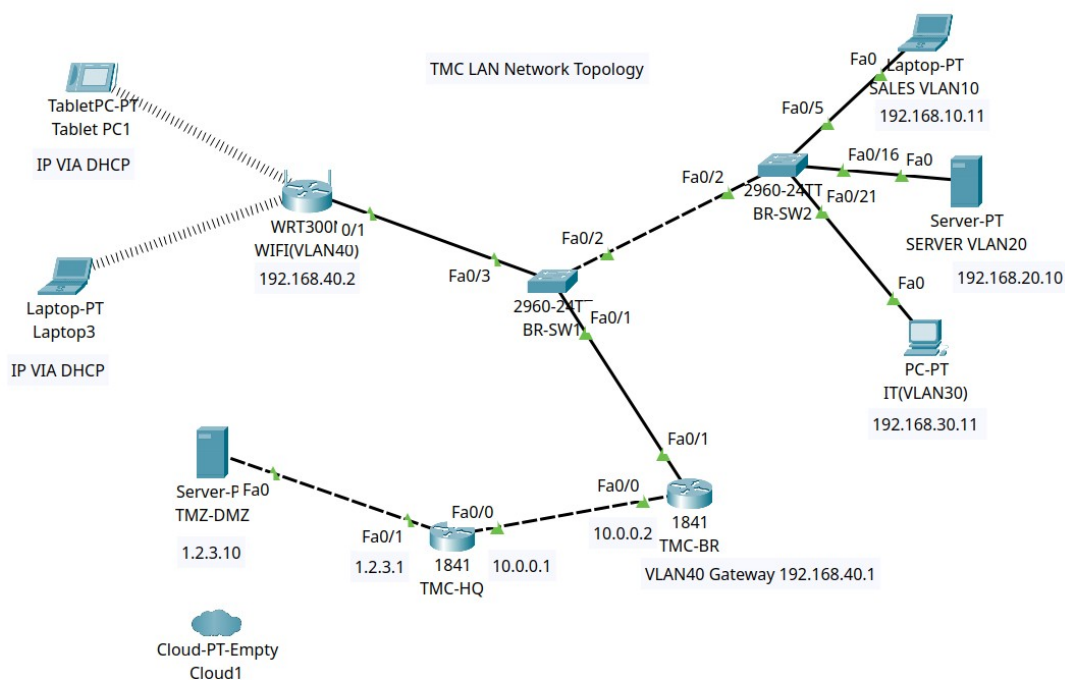 TMC LAN Network Topology
TabletPC-PT
Tablet PC1
IP VIA DHCP
WRT300
0/1
WIFI(VLAN40)
192.168.40.2
Laptop-PT
Laptop3
IP VIA DHCP
Fa0/3
Fa0/2
Fa0/2
2960-24T
BR-SW1
Fa0/1
Fa0
Laptop-PT
SALES VLAN10
192.168.10.11
Fa0/5
2960-24TT
BR-SW2
Fa0/16
Fa0
Fa0/21
Server-PT
SERVER VLAN20
192.168.20.10
Fa0
PC-PT
IT(VLAN30)
192.168.30.11
Fa0/1
Fa0/0
10.0.0.2
1841
TMC-BR
VLAN40 Gateway 192.168.40.1
Server-P
Fa0
TMZ-DMZ
1.2.3.10
Fa0/1
1.2.3.1
Fa0/0
10.0.0.1
1841
TMC-HQ
Cloud-PT-Empty
Cloud1